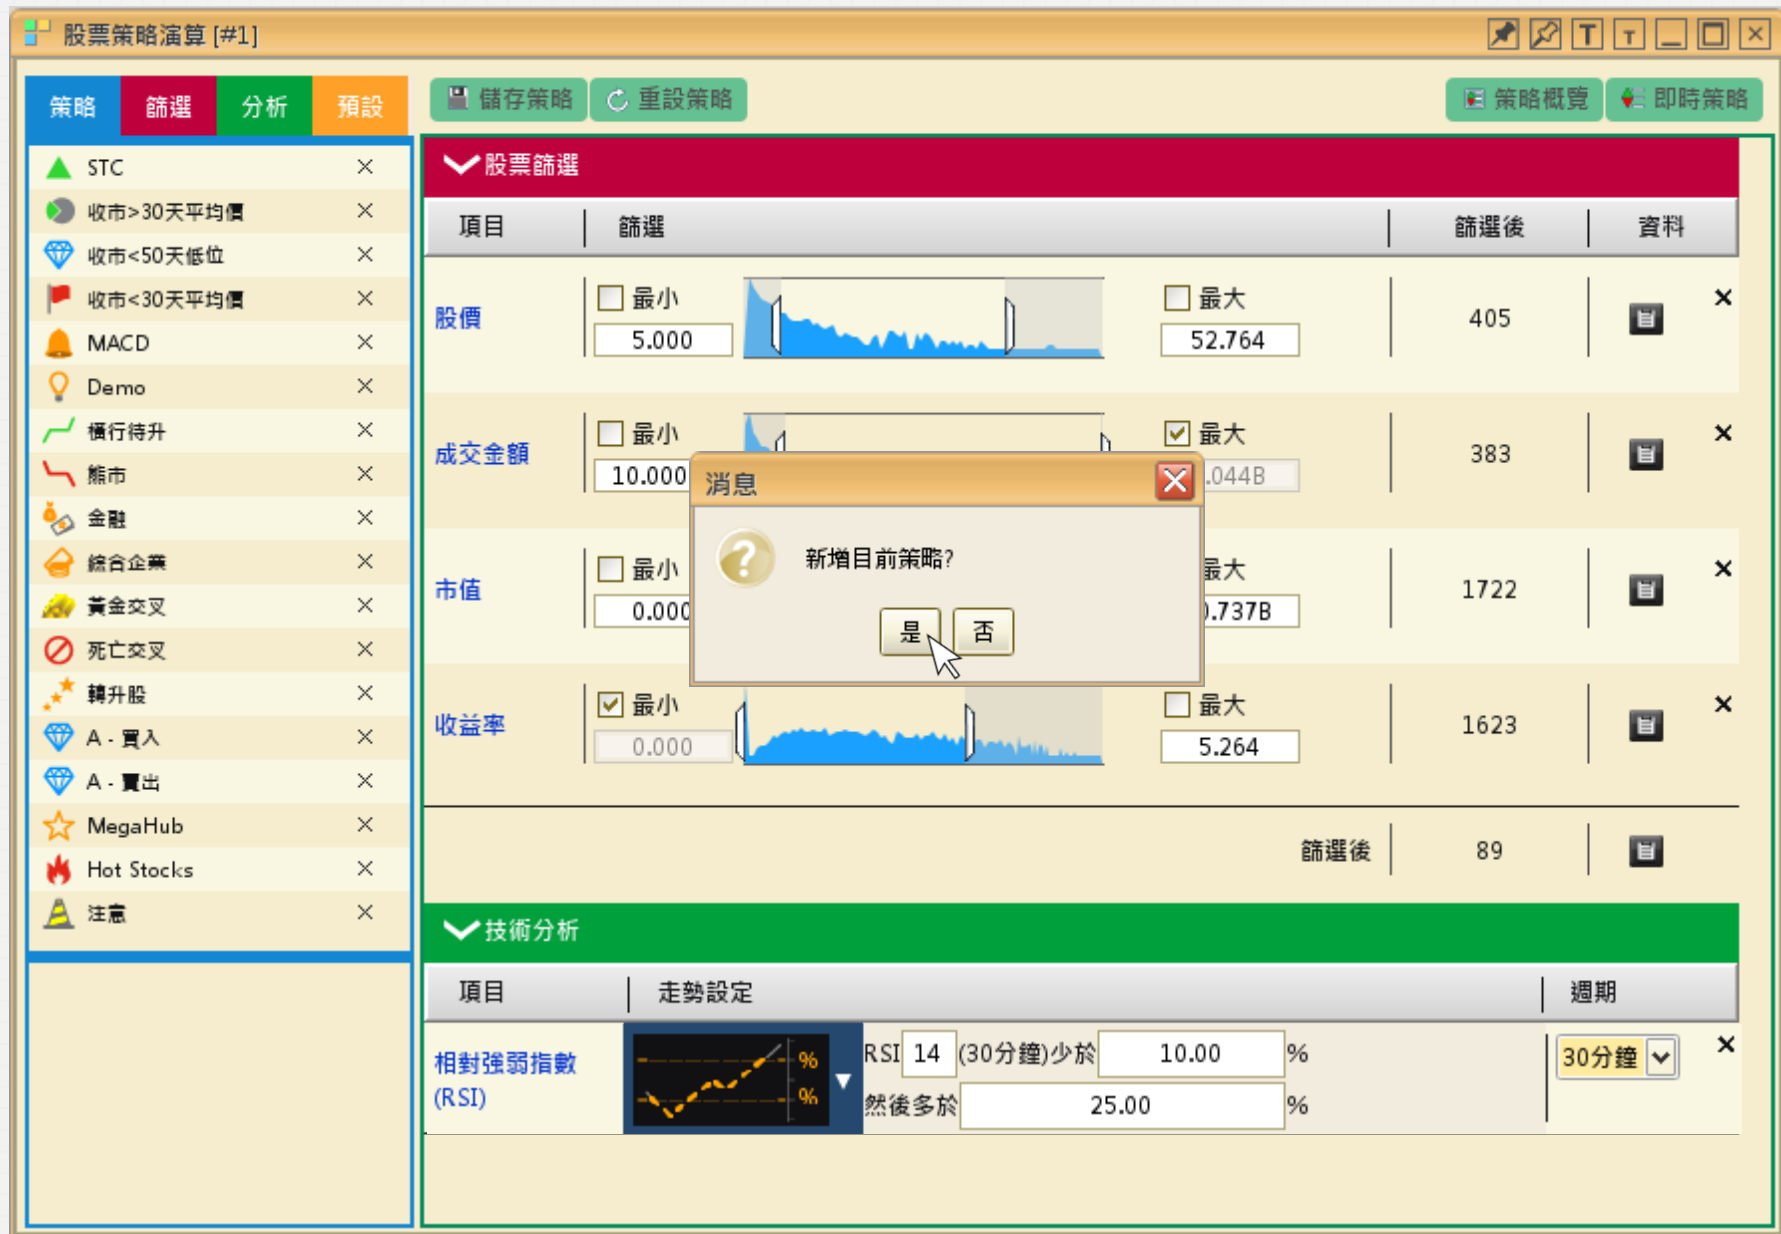 股票策略演算 [#1]
T T
策略 篩選 分析 預設
儲存策略 重設策略 策略概覽 即時策略
STC
收市>30天平均價
收市<50天低位
收市<30天平均價
MACD
Demo
橫行待升
熊市
金融
綜合企業
黃金交叉
死亡交叉
轉升股
A - 買入
A - 賣出
MegaHub
Hot Stocks
注意
股票篩選
項目 篩選 篩選後 資料
股價 最小 5.000 最大 52.764 405
成交金額 最小 10.000 最大 .044B 383
市值 最小 0.000 最大 .737B 1722
收益率 最小 0.000 最大 5.264 1623
篩選後 89
消息
新增目前策略?
是 否
技術分析
項目 走勢設定 週期
相對強弱指數
(RSI)
% %
RSI 14 (30分鐘)少於 10.00 %
然後多於 25.00 %
30分鐘